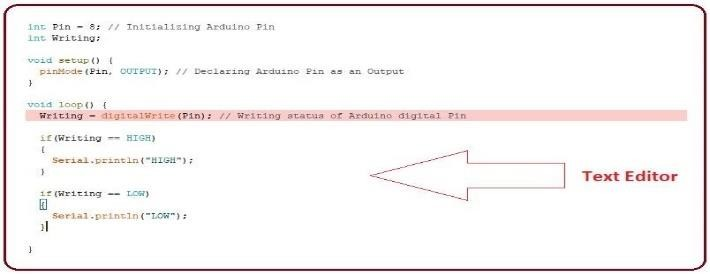 int Pin = 8; // Initializing Arduino Pin
int Writing;
void setup() {
pinMode(Pin, OUTPUT); // Declaring Arduino Pin as an Output
}
void loop() {
Writing = digitalWrite(Pin); // Writing status of Arduino digital Pin
if(Writing == HIGH)
{
Serial.println("HIGH");
}
Text Editor
if(Writing == LOW)
{
Serial.println("LOW");
}
}